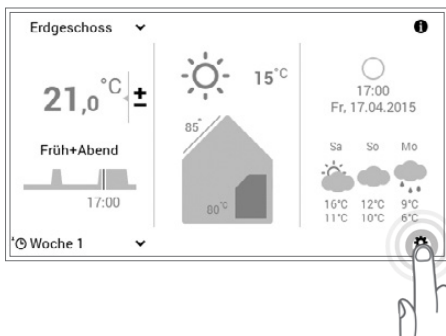 Erdgeschoss
21,0 °C ±
Früh+Abend
17:00
Woche 1
15°C
85°
80°C
17:00
Fr, 17.04.2015
Sa So Mo
16°C 12°C 9°C
11°C 10°C 6°C